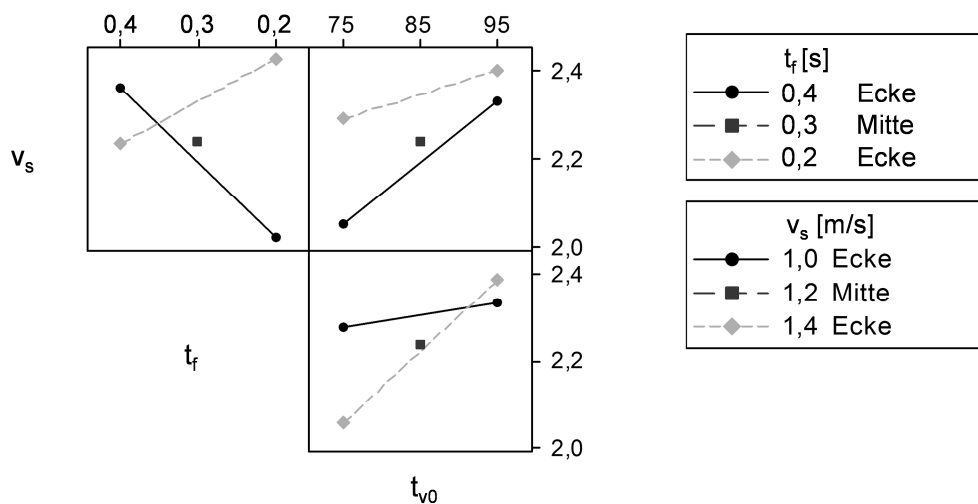 0,4 0,3 0,2 75 85 95
2,4
v_s
2,2
2,0
2,4
t_f
2,2
2,0
t_v0
t_f [s]
0,4 Ecke
0,3 Mitte
0,2 Ecke
v_s [m/s]
1,0 Ecke
1,2 Mitte
1,4 Ecke